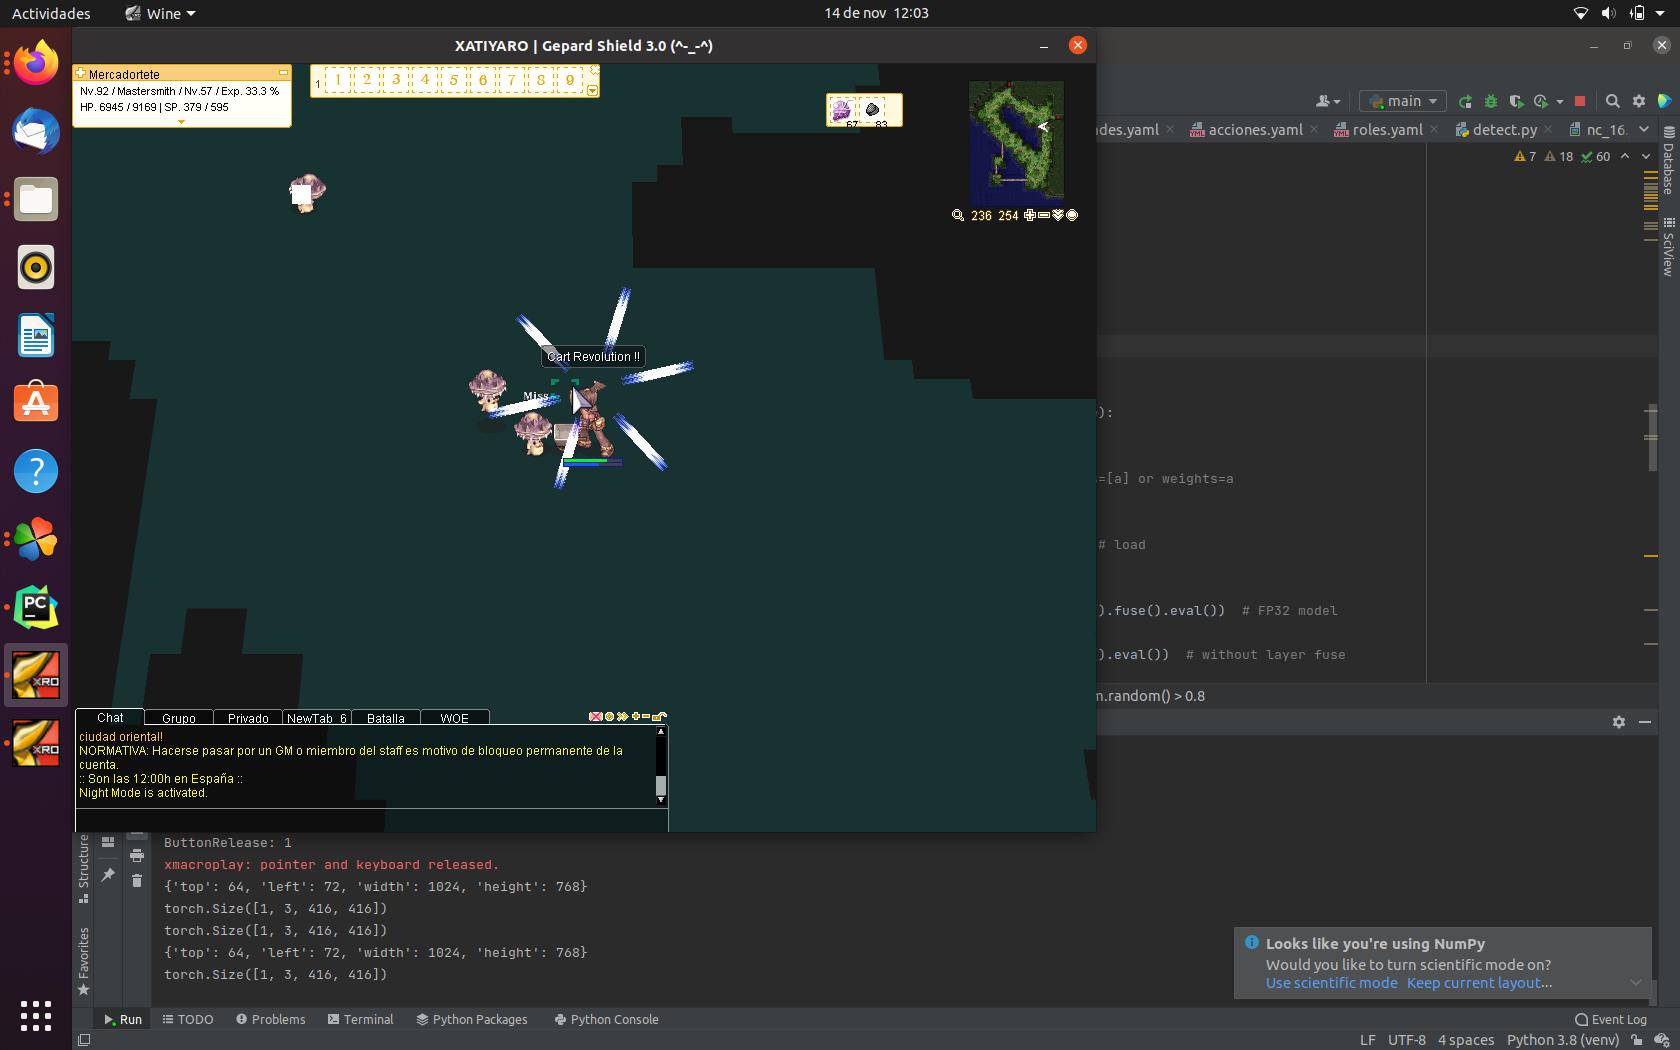 Actividades
Wine
14 de nov 12:03
XATIYARO | Gepard Shield 3.0 (^-_-^)
Mercadortete
Nv.92 / Mastersmith / Nv.57 / Exp. 33.3 %
HP. 6945 / 9169 | SP. 379 / 595
1
1 2 3 4 5 6 7 8 9
67 83
236 254
Cart Revolution !!
Miss
main
ades.yaml
acciones.yaml
roles.yaml
detect.py
nc_16.
7 18 60
Database
SciView
):
=[a] or weights=a
# load
).fuse().eval()) # FP32 model
).eval()) # without layer fuse
m.random() > 0.8
Chat
Grupo
Privado
NewTab_6
Batalla
WOE
ciudad oriental!
NORMATIVA: Hacerse pasar por un GM o miembro del staff es motivo de bloqueo permanente de la
cuenta.
:: Son las 12:00h en España ::
Night Mode is activated.
PC
XRO
XRO
Structure
Favorites
ButtonRelease: 1
xmacroplay: pointer and keyboard released.
{'top': 64, 'left': 72, 'width': 1024, 'height': 768}
torch.Size([1, 3, 416, 416])
torch.Size([1, 3, 416, 416])
{'top': 64, 'left': 72, 'width': 1024, 'height': 768}
torch.Size([1, 3, 416, 416])
Looks like you're using NumPy
Would you like to turn scientific mode on?
Use scientific mode Keep current layout...
Run
TODO
Problems
Terminal
Python Packages
Python Console
Event Log
LF UTF-8 4 spaces Python 3.8 (venv)